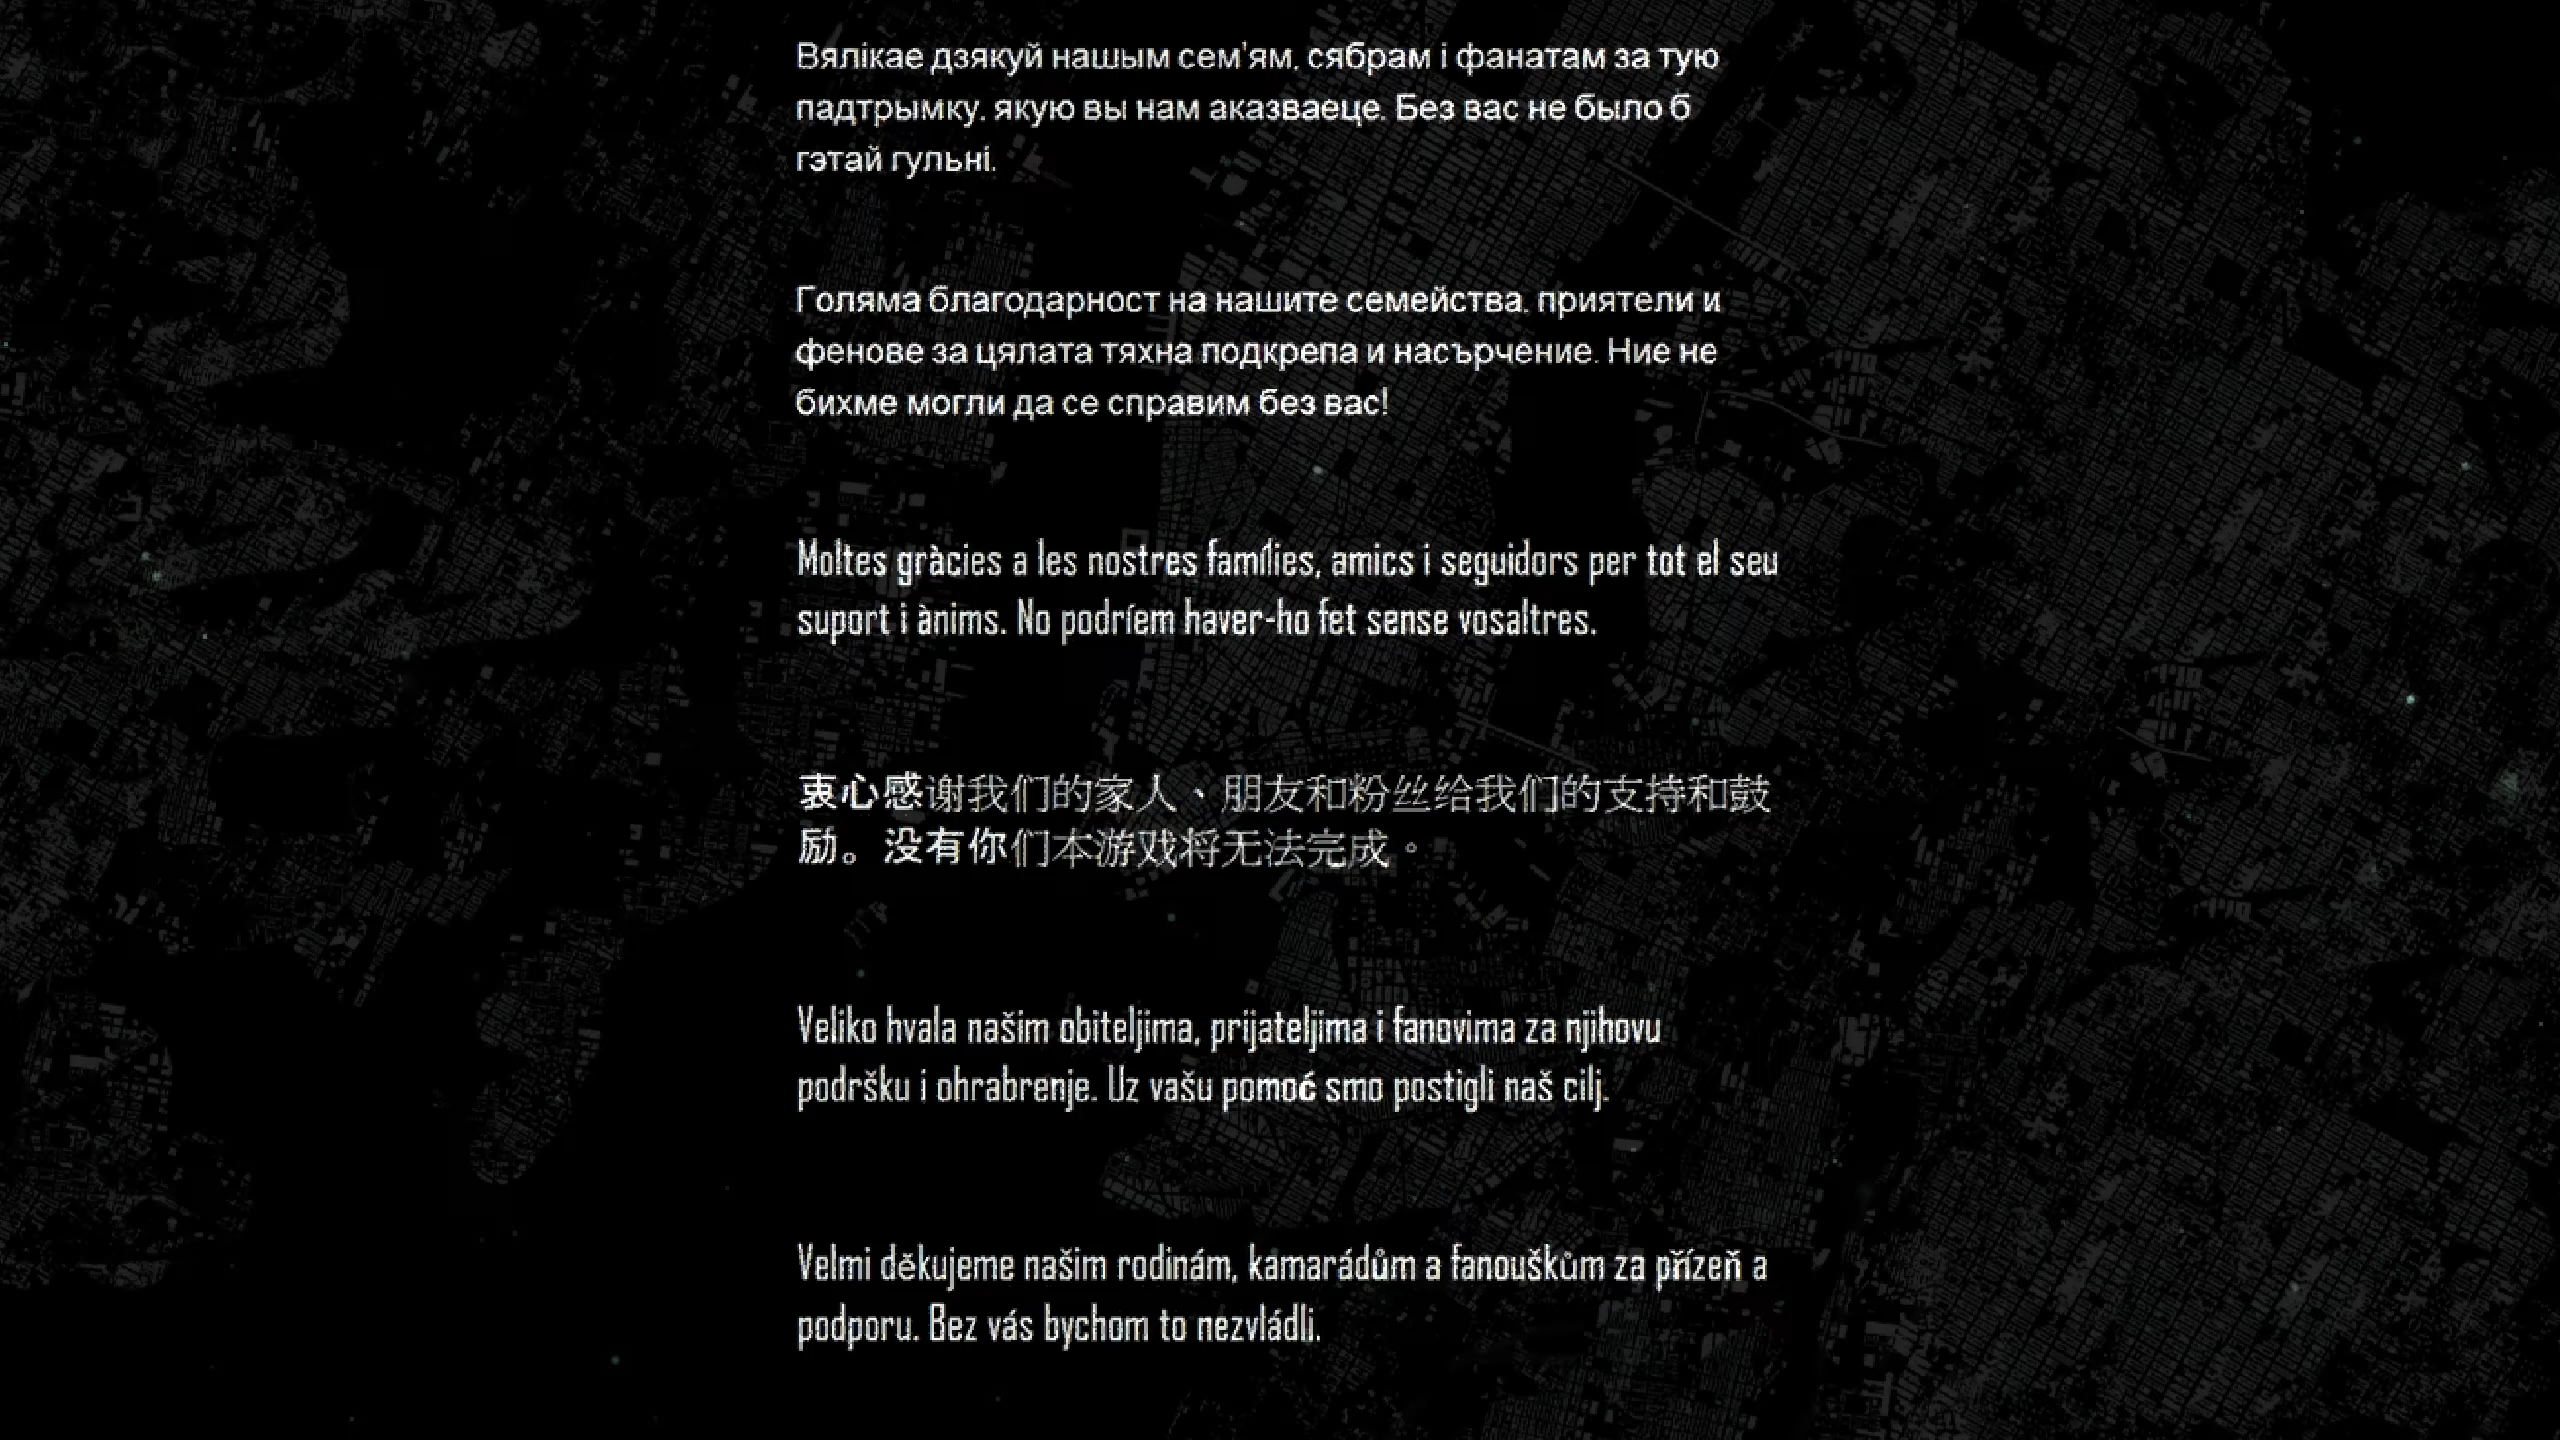 Вялікае дзякуй нашым сем'ям, сябрам і фанатам за тую
падтрымку, якую вы нам аказваеце. Без вас не было б
гэтай гульні.
Голяма благодарност на нашите семейства, приятели и
фенове за цялата тяхна подкрепа и насърчение. Ние не
бихме могли да се справим без вас!
Moltes gràcies a les nostres famílies, amics i seguidors per tot el seu
suport i ànims. No podríem haver-ho fet sense vosaltres.
衷心感谢我们的家人、朋友和粉丝给我们的支持和鼓
励。没有你们本游戏将无法完成。
Veliko hvala našim obiteljima, prijateljima i fanovima za njihovu
podršku i ohrabrenje. Uz vašu pomoć smo postigli naš cilj.
Velmi děkujeme našim rodinám, kamarádům a fanouškům za přízeň a
podporu. Bez vás bychom to nezvládli.